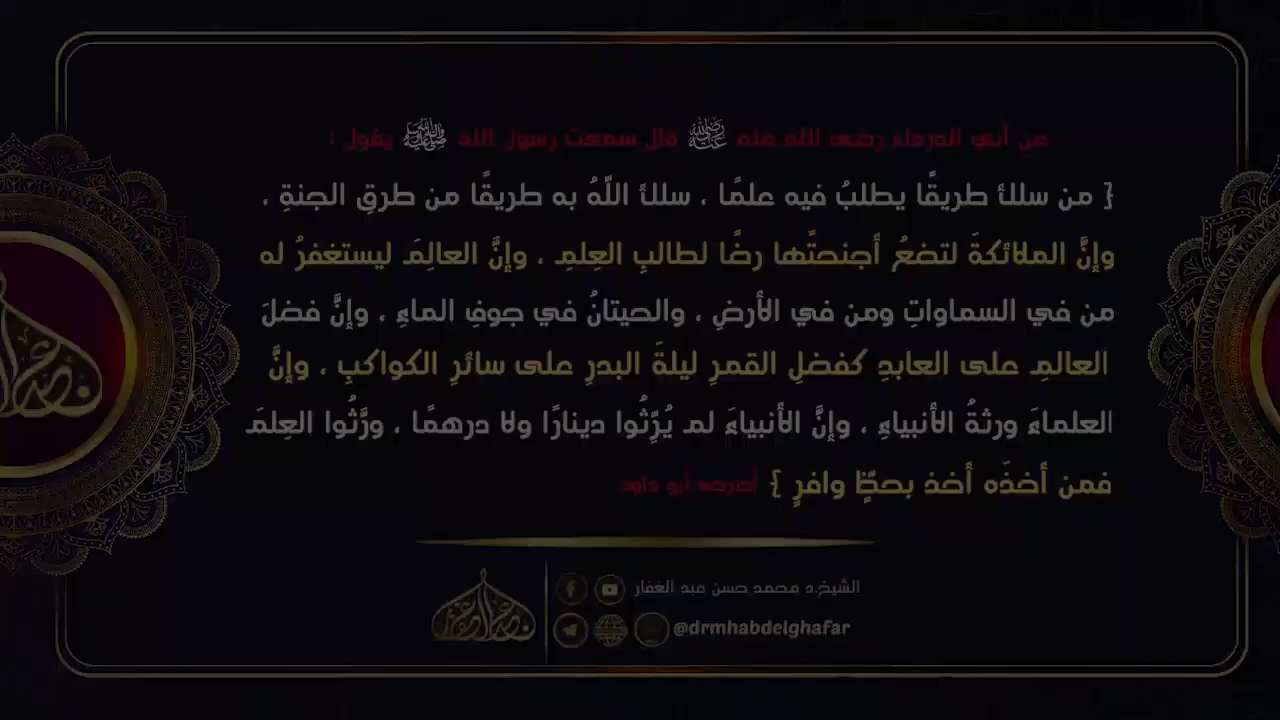 عن أبي الدرداء رضي الله عنه ﵁ قال سمعت رسول الله ﷺ يقول :
{ من سلك طريقًا يطلبُ فيه علمًا ، سلك اللَّهُ به طريقًا من طرقِ الجنةِ ،
وإنَّ الملائكةَ لتضعُ أجنحتَها رضًا لطالبِ العِلمِ ، وإنَّ العالِمَ ليستغفرُ له
من في السماواتِ ومن في الأرضِ ، والحيتانُ في جوفِ الماءِ ، وإنَّ فضلَ
العالمِ على العابدِ كفضلِ القمرِ ليلةَ البدرِ على سائرِ الكواكبِ ، وإنَّ
العلماءَ ورثةُ الأنبياءِ ، وإنَّ الأنبياءَ لم يُرِّثُوا دينارًا ولا درهمًا ، ورَّثُوا العِلمَ
فمن أخذَه أخذ بحظٍّ وافرٍ } أخرجه أبو داود
الشيخ.د محمد حسن عبد الغفار
@drmhabdelghafar